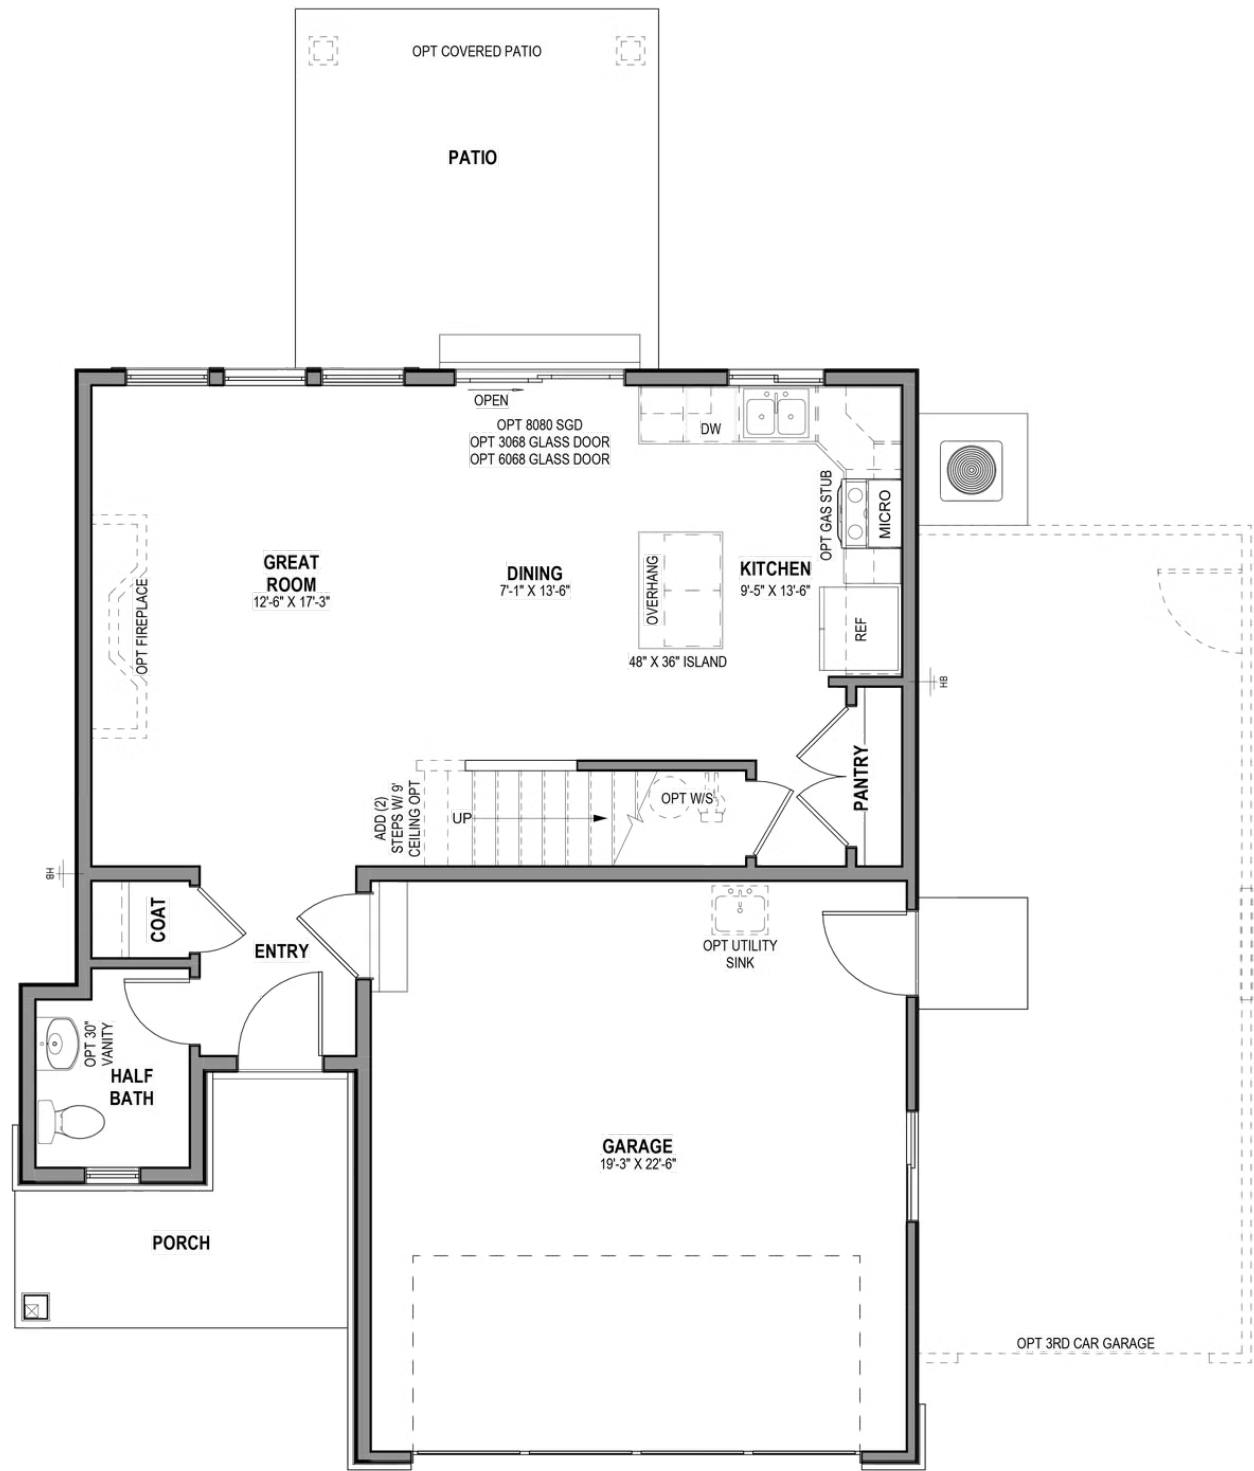 OPT COVERED PATIO
PATIO
OPEN
OPT 8080 SGD
OPT 3068 GLASS DOOR
OPT 6068 GLASS DOOR
DW
OPT GAS STUB
MICRO
GREAT
ROOM
12'-6" X 17'-3"
DINING
7'-1" X 13'-6"
OVERHANG
KITCHEN
9'-5" X 13'-6"
OPT FIREPLACE
REF
48" X 36" ISLAND
HB
PANTRY
ADD (2)
STEPS W/ 9'
CEILING OPT
UP
OPT W/S
HB
COAT
ENTRY
OPT UTILITY
SINK
OPT 30"
VANITY
HALF
BATH
GARAGE
19'-3" X 22'-6"
PORCH
OPT 3RD CAR GARAGE